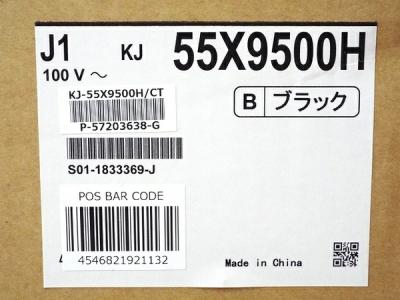 J1 KJ 55X9500H
100 V ～
KJ-55X9500H/CT
B ブラック
P-57203638-G
S01-1833369-J
POS BAR CODE
4546821921132
Made in China